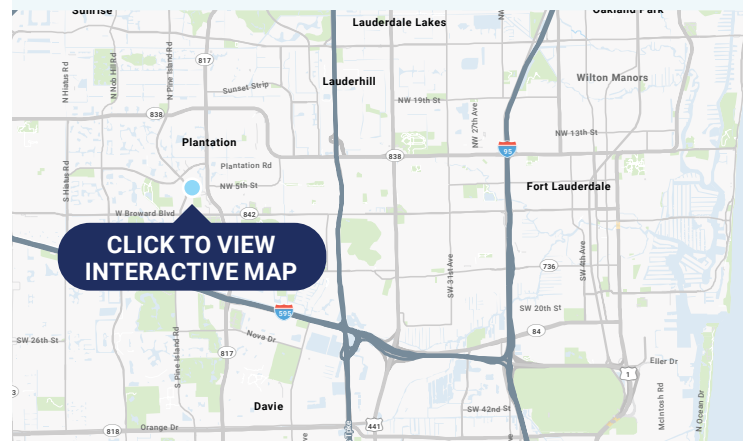 Sunrise
Lauderdale Lakes
Oakland Park
NW
N Hiatus Rd
N Nob Hill Rd
N Pine Island Rd
817
Sunset Strip
Lauderhill
Wilton Manors
NW 19th St
838
NW 27th Ave
NW 13th St
Plantation
95
838
Plantation Rd
S Hiatus Rd
NW 5th St
Fort Lauderdale
W Broward Blvd
842
CLICK TO VIEW
INTERACTIVE MAP
SW 31st Ave
736
SW 4th Ave
595
SW 20th St
84
SW 26th St
Nova Dr
S Pine Island Rd
817
Eller Dr
1
3
McIntosh Rd
N Ocean Dr
Davie
SW 42nd St
818
Orange Dr
441